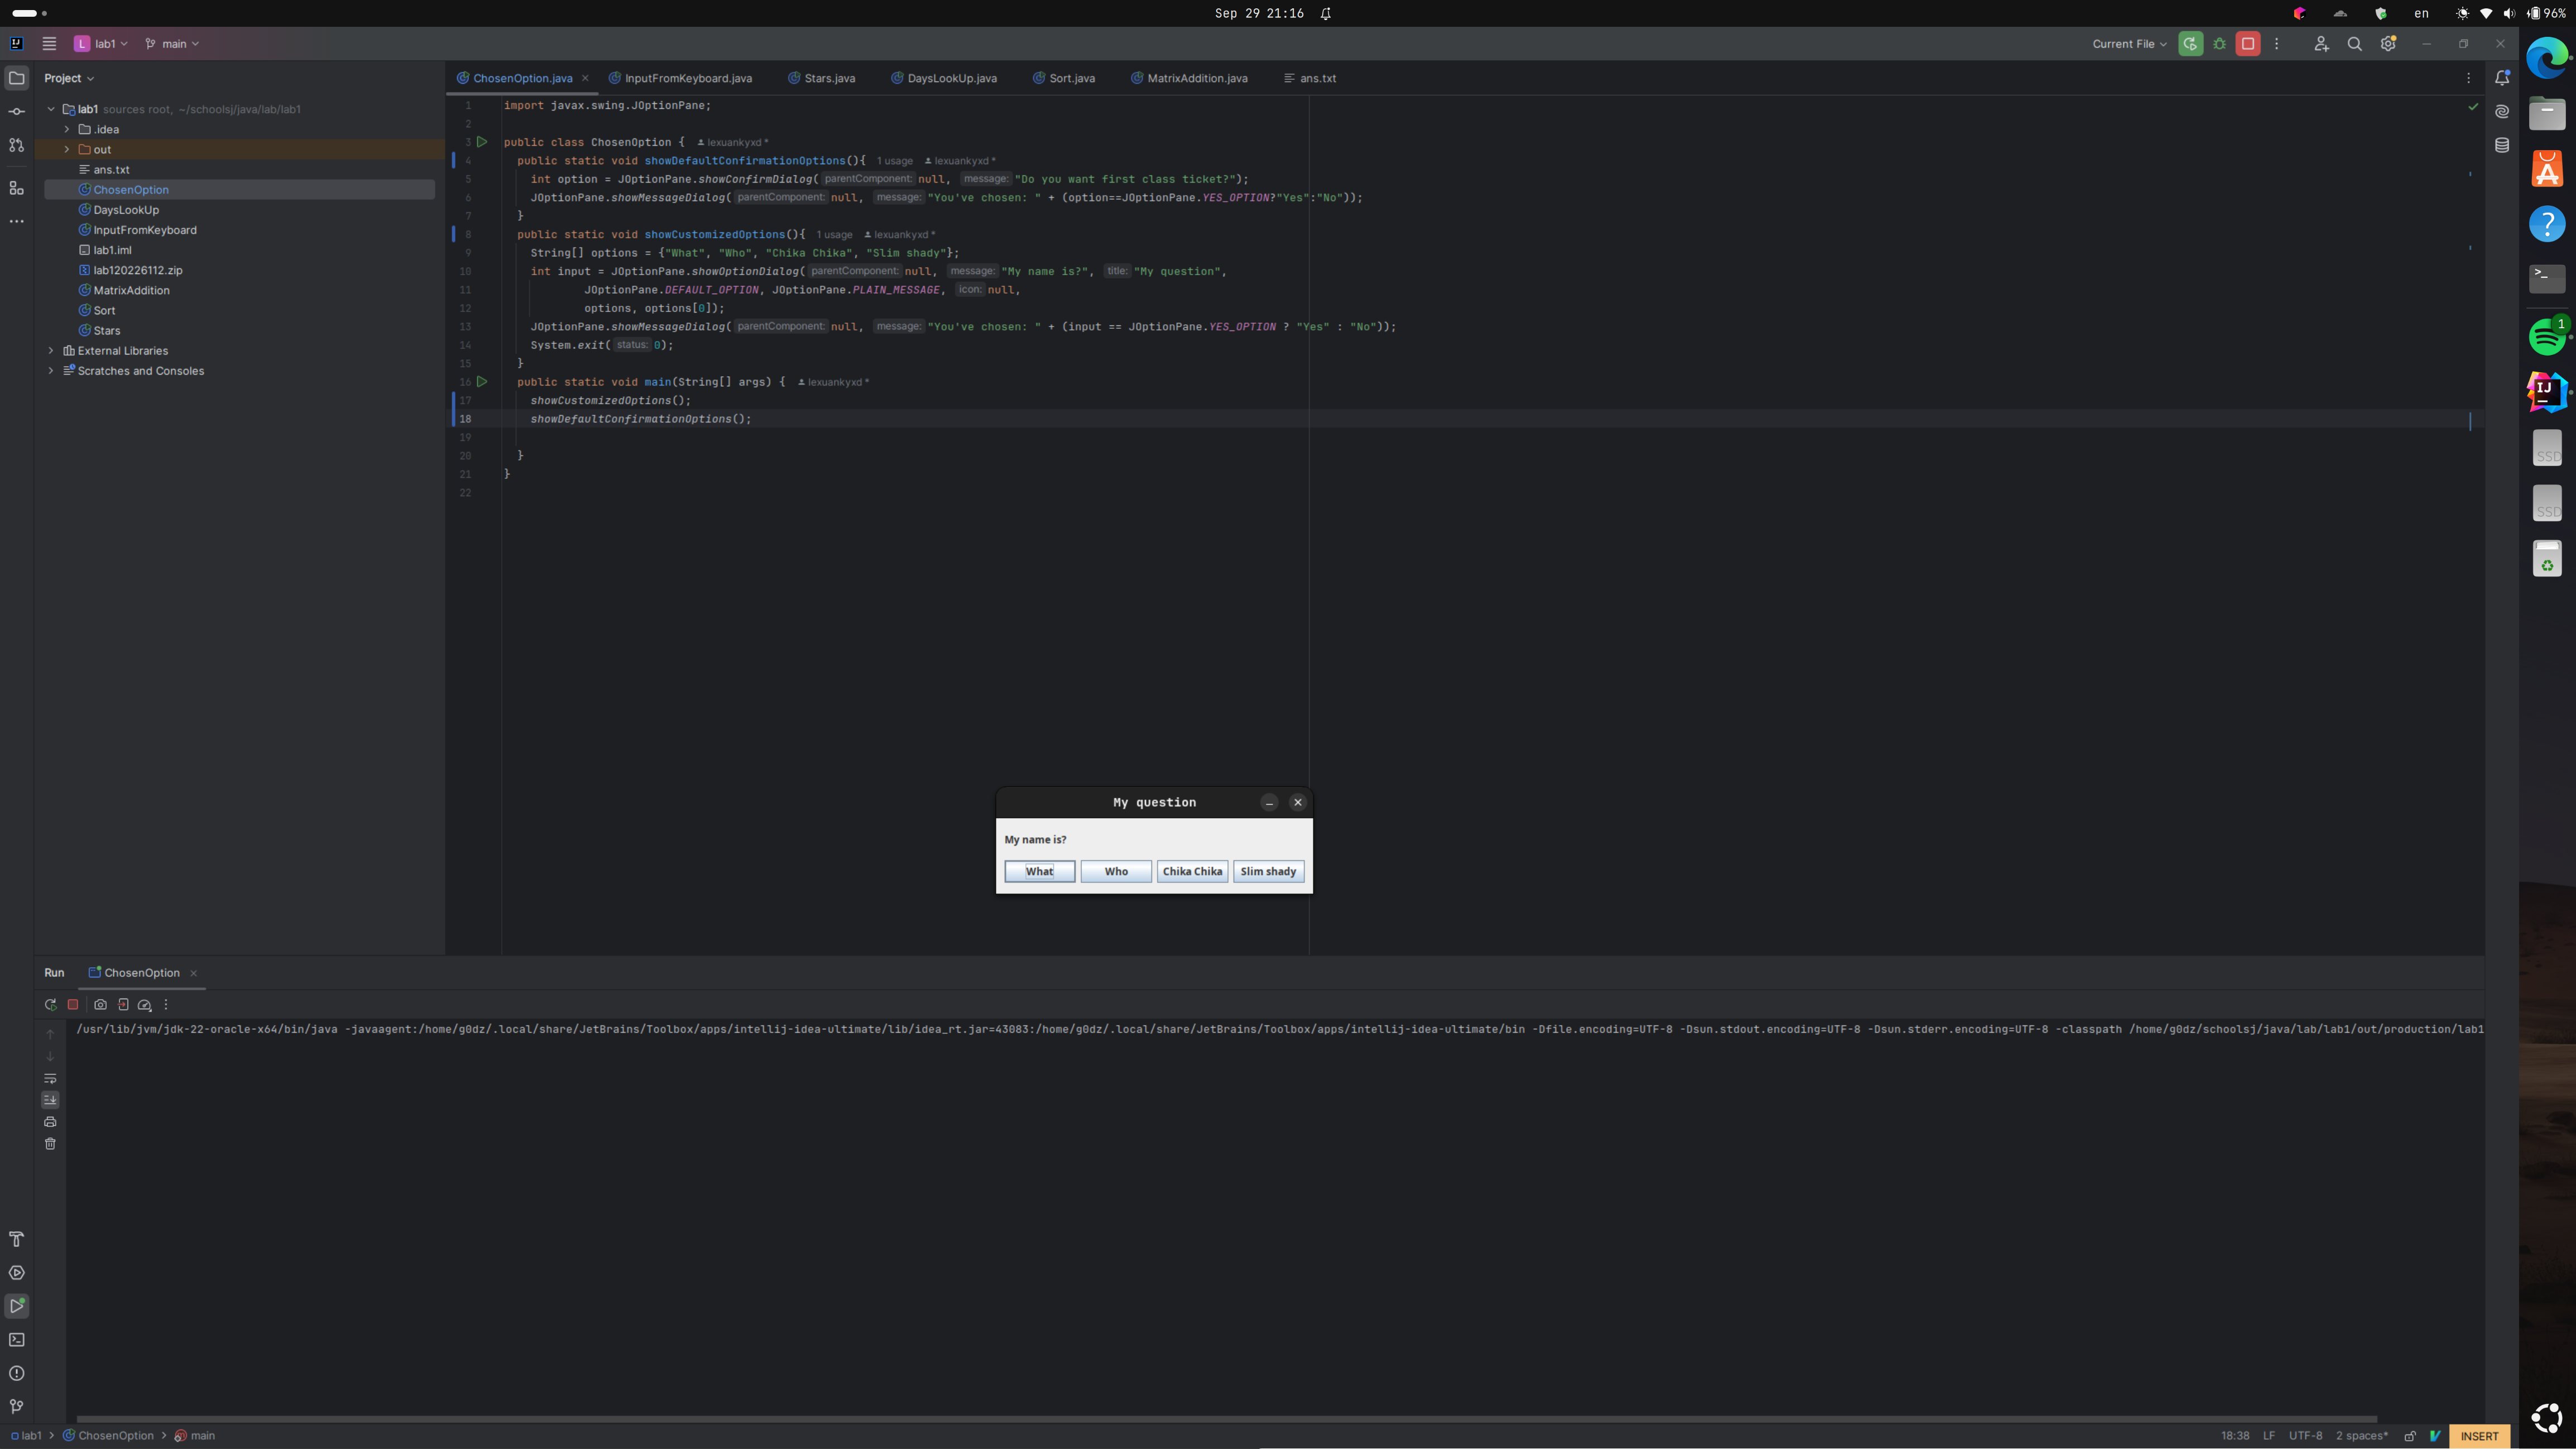 Sep 29 21:16
en
96%
L lab1 main
Current File
Project
ChosenOption.java InputFromKeyboard.java Stars.java DaysLookUp.java Sort.java MatrixAddition.java ans.txt
lab1 sources root, ~/schoolsj/java/lab/lab1
.idea
out
ans.txt
ChosenOption
DaysLookUp
InputFromKeyboard
lab1.iml
lab120226112.zip
MatrixAddition
Sort
Stars
External Libraries
Scratches and Consoles
1 import javax.swing.JOptionPane;
2
3 public class ChosenOption { lexuankyxd *
4 public static void showDefaultConfirmationOptions(){ 1 usage lexuankyxd *
5 int option = JOptionPane.showConfirmDialog( parentComponent: null, message: "Do you want first class ticket?");
6 JOptionPane.showMessageDialog( parentComponent: null, message: "You've chosen: " + (option==JOptionPane.YES_OPTION?"Yes":"No"));
7 }
8 public static void showCustomizedOptions(){ 1 usage lexuankyxd *
9 String[] options = {"What", "Who", "Chika Chika", "Slim shady"};
10 int input = JOptionPane.showOptionDialog( parentComponent: null, message: "My name is?", title: "My question",
11 JOptionPane.DEFAULT_OPTION, JOptionPane.PLAIN_MESSAGE, icon: null,
12 options, options[0]);
13 JOptionPane.showMessageDialog( parentComponent: null, message: "You've chosen: " + (input == JOptionPane.YES_OPTION ? "Yes" : "No"));
14 System.exit( status: 0);
15 }
16 public static void main(String[] args) { lexuankyxd *
17 showCustomizedOptions();
18 showDefaultConfirmationOptions();
19
20 }
21 }
22
My question
My name is?
What Who Chika Chika Slim shady
Run ChosenOption
/usr/lib/jvm/jdk-22-oracle-x64/bin/java -javaagent:/home/g0dz/.local/share/JetBrains/Toolbox/apps/intellij-idea-ultimate/lib/idea_rt.jar=43083:/home/g0dz/.local/share/JetBrains/Toolbox/apps/intellij-idea-ultimate/bin -Dfile.encoding=UTF-8 -Dsun.stdout.encoding=UTF-8 -Dsun.stderr.encoding=UTF-8 -classpath /home/g0dz/schoolsj/java/lab/lab1/out/production/lab1
lab1 > ChosenOption > main
18:38 LF UTF-8 2 spaces* INSERT
1
IJ
SSD
SSD